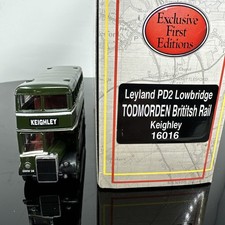 Exclusive
First
Editions
Leyland PD2 Lowbridge
TODMORDEN Brititsh Rail
Keighley
16016
KEIGHLEY